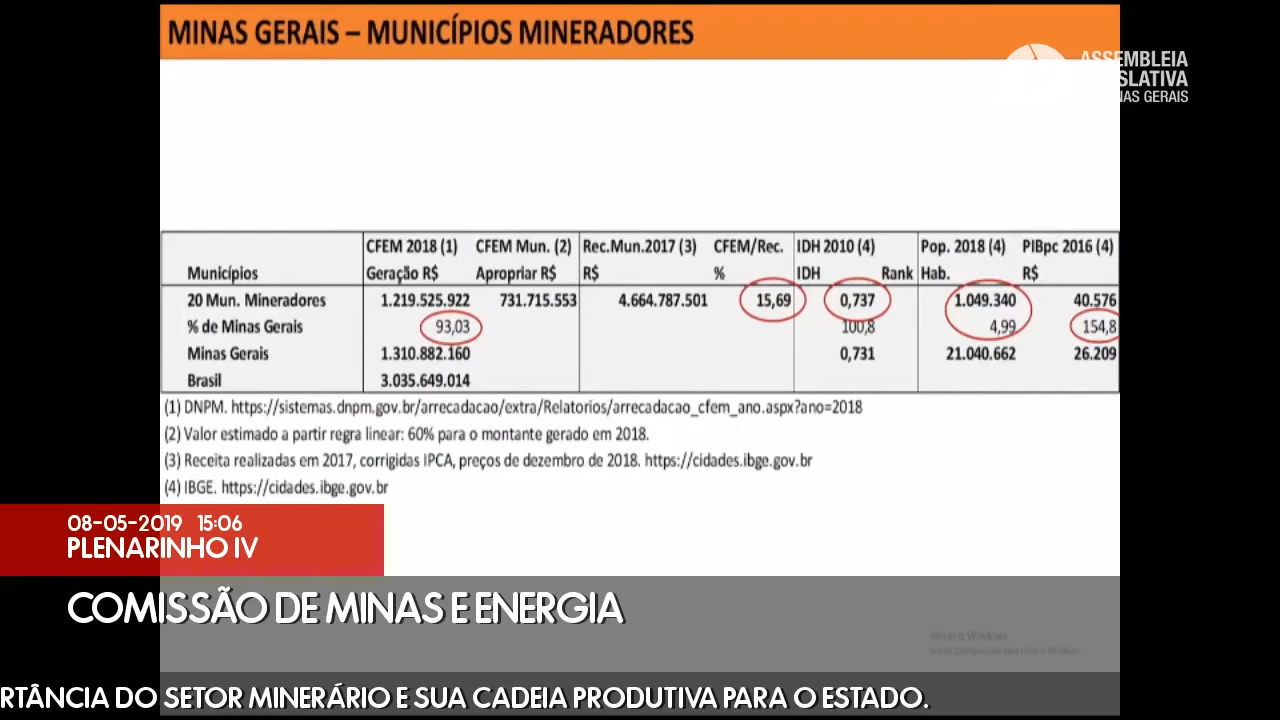 MINAS GERAIS – MUNICÍPIOS MINERADORES
ASSEMBLEIA
ISLATIVA
NAS GERAIS
CFEM 2018 (1) CFEM Mun. (2) Rec.Mun.2017 (3) CFEM/Rec. IDH 2010 (4) Pop. 2018 (4) PIBpc 2016 (4)
Municípios Geração R$ Apropriar R$ R$ % IDH Rank Hab. R$
20 Mun. Mineradores 1.219.525.922 731.715.553 4.664.787.501 15,69 0,737 1.049.340 40.576
% de Minas Gerais 93,03 100,8 4,99 154,8
Minas Gerais 1.310.882.160 0,731 21.040.662 26.209
Brasil 3.035.649.014
(1) DNPM. https://sistemas.dnpm.gov.br/arrecadacao/extra/Relatorios/arrecadacao_cfem_ano.aspx?ano=2018
(2) Valor estimado a partir regra linear: 60% para o montante gerado em 2018.
(3) Receita realizadas em 2017, corrigidas IPCA, preços de dezembro de 2018. https://cidades.ibge.gov.br
(4) IBGE. https://cidades.ibge.gov.br
08-05-2019 15:06
PLENARINHO IV
COMISSÃO DE MINAS E ENERGIA
Ativar o Windows
RTÂNCIA DO SETOR MINERÁRIO E SUA CADEIA PRODUTIVA PARA O ESTADO.